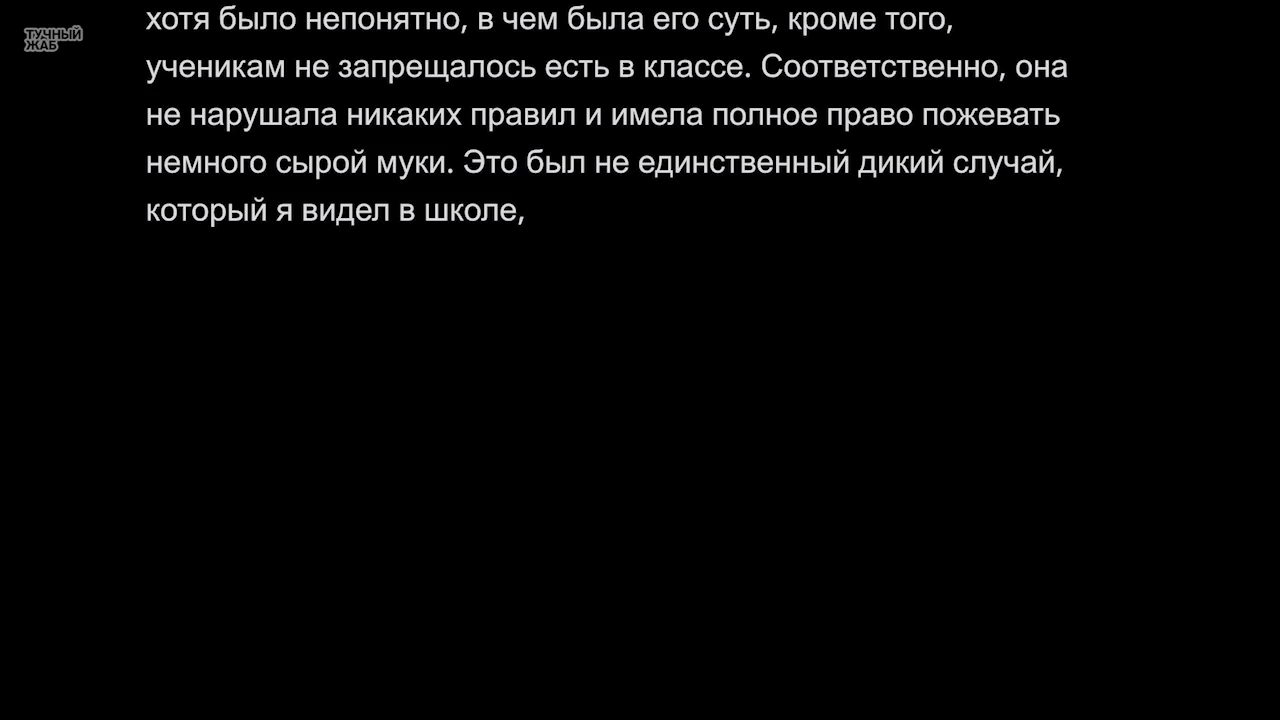 ТУЧНЫЙ
ЖАБ
хотя было непонятно, в чем была его суть, кроме того,
ученикам не запрещалось есть в классе. Соответственно, она
не нарушала никаких правил и имела полное право пожевать
немного сырой муки. Это был не единственный дикий случай,
который я видел в школе,